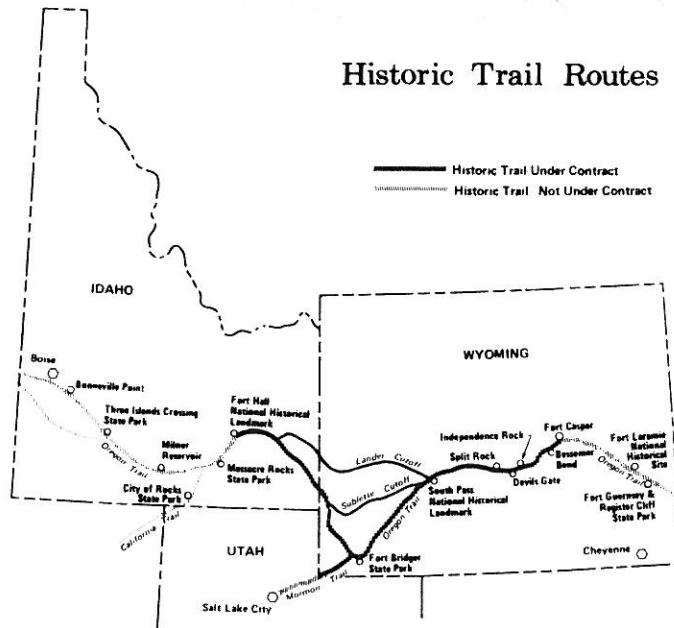 Historic Trail Routes
Historic Trail Under Contract
Historic Trail Not Under Contract
IDAHO
WYOMING
Boise
Bonneville Point
Three Islands Crossing
State Park
Oregon Trail
Milner
Reservoir
City of Rocks
State Park
California Trail
Fort Hall
National Historical
Landmark
Massacre Rocks
State Park
Lander Cutoff
Sublette Cutoff
Oregon Trail
South Pass
National Historical
Landmark
Split Rock
Independence Rock
Devils Gate
Fort Caspar
Bessemer
Bend
Oregon Trail
Fort Laramie
National
Historical
Site
Fort Guernsey &
Register Cliff
State Park
Cheyenne
UTAH
Fort Bridger
State Park
Mormon Trail
Salt Lake City